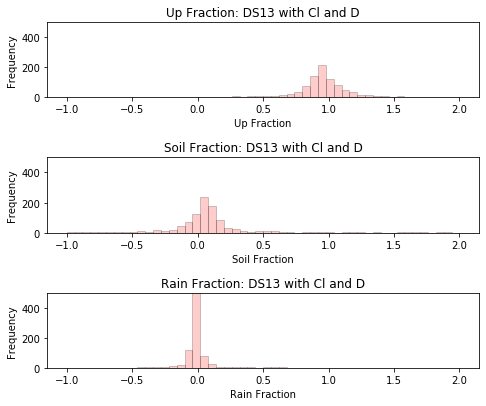 Up Fraction: DS13 with Cl and D
400
200
0
Frequency
-1.0 -0.5 0.0 0.5 1.0 1.5 2.0
Up Fraction
Soil Fraction: DS13 with Cl and D
400
200
0
Frequency
-1.0 -0.5 0.0 0.5 1.0 1.5 2.0
Soil Fraction
Rain Fraction: DS13 with Cl and D
400
200
0
Frequency
-1.0 -0.5 0.0 0.5 1.0 1.5 2.0
Rain Fraction